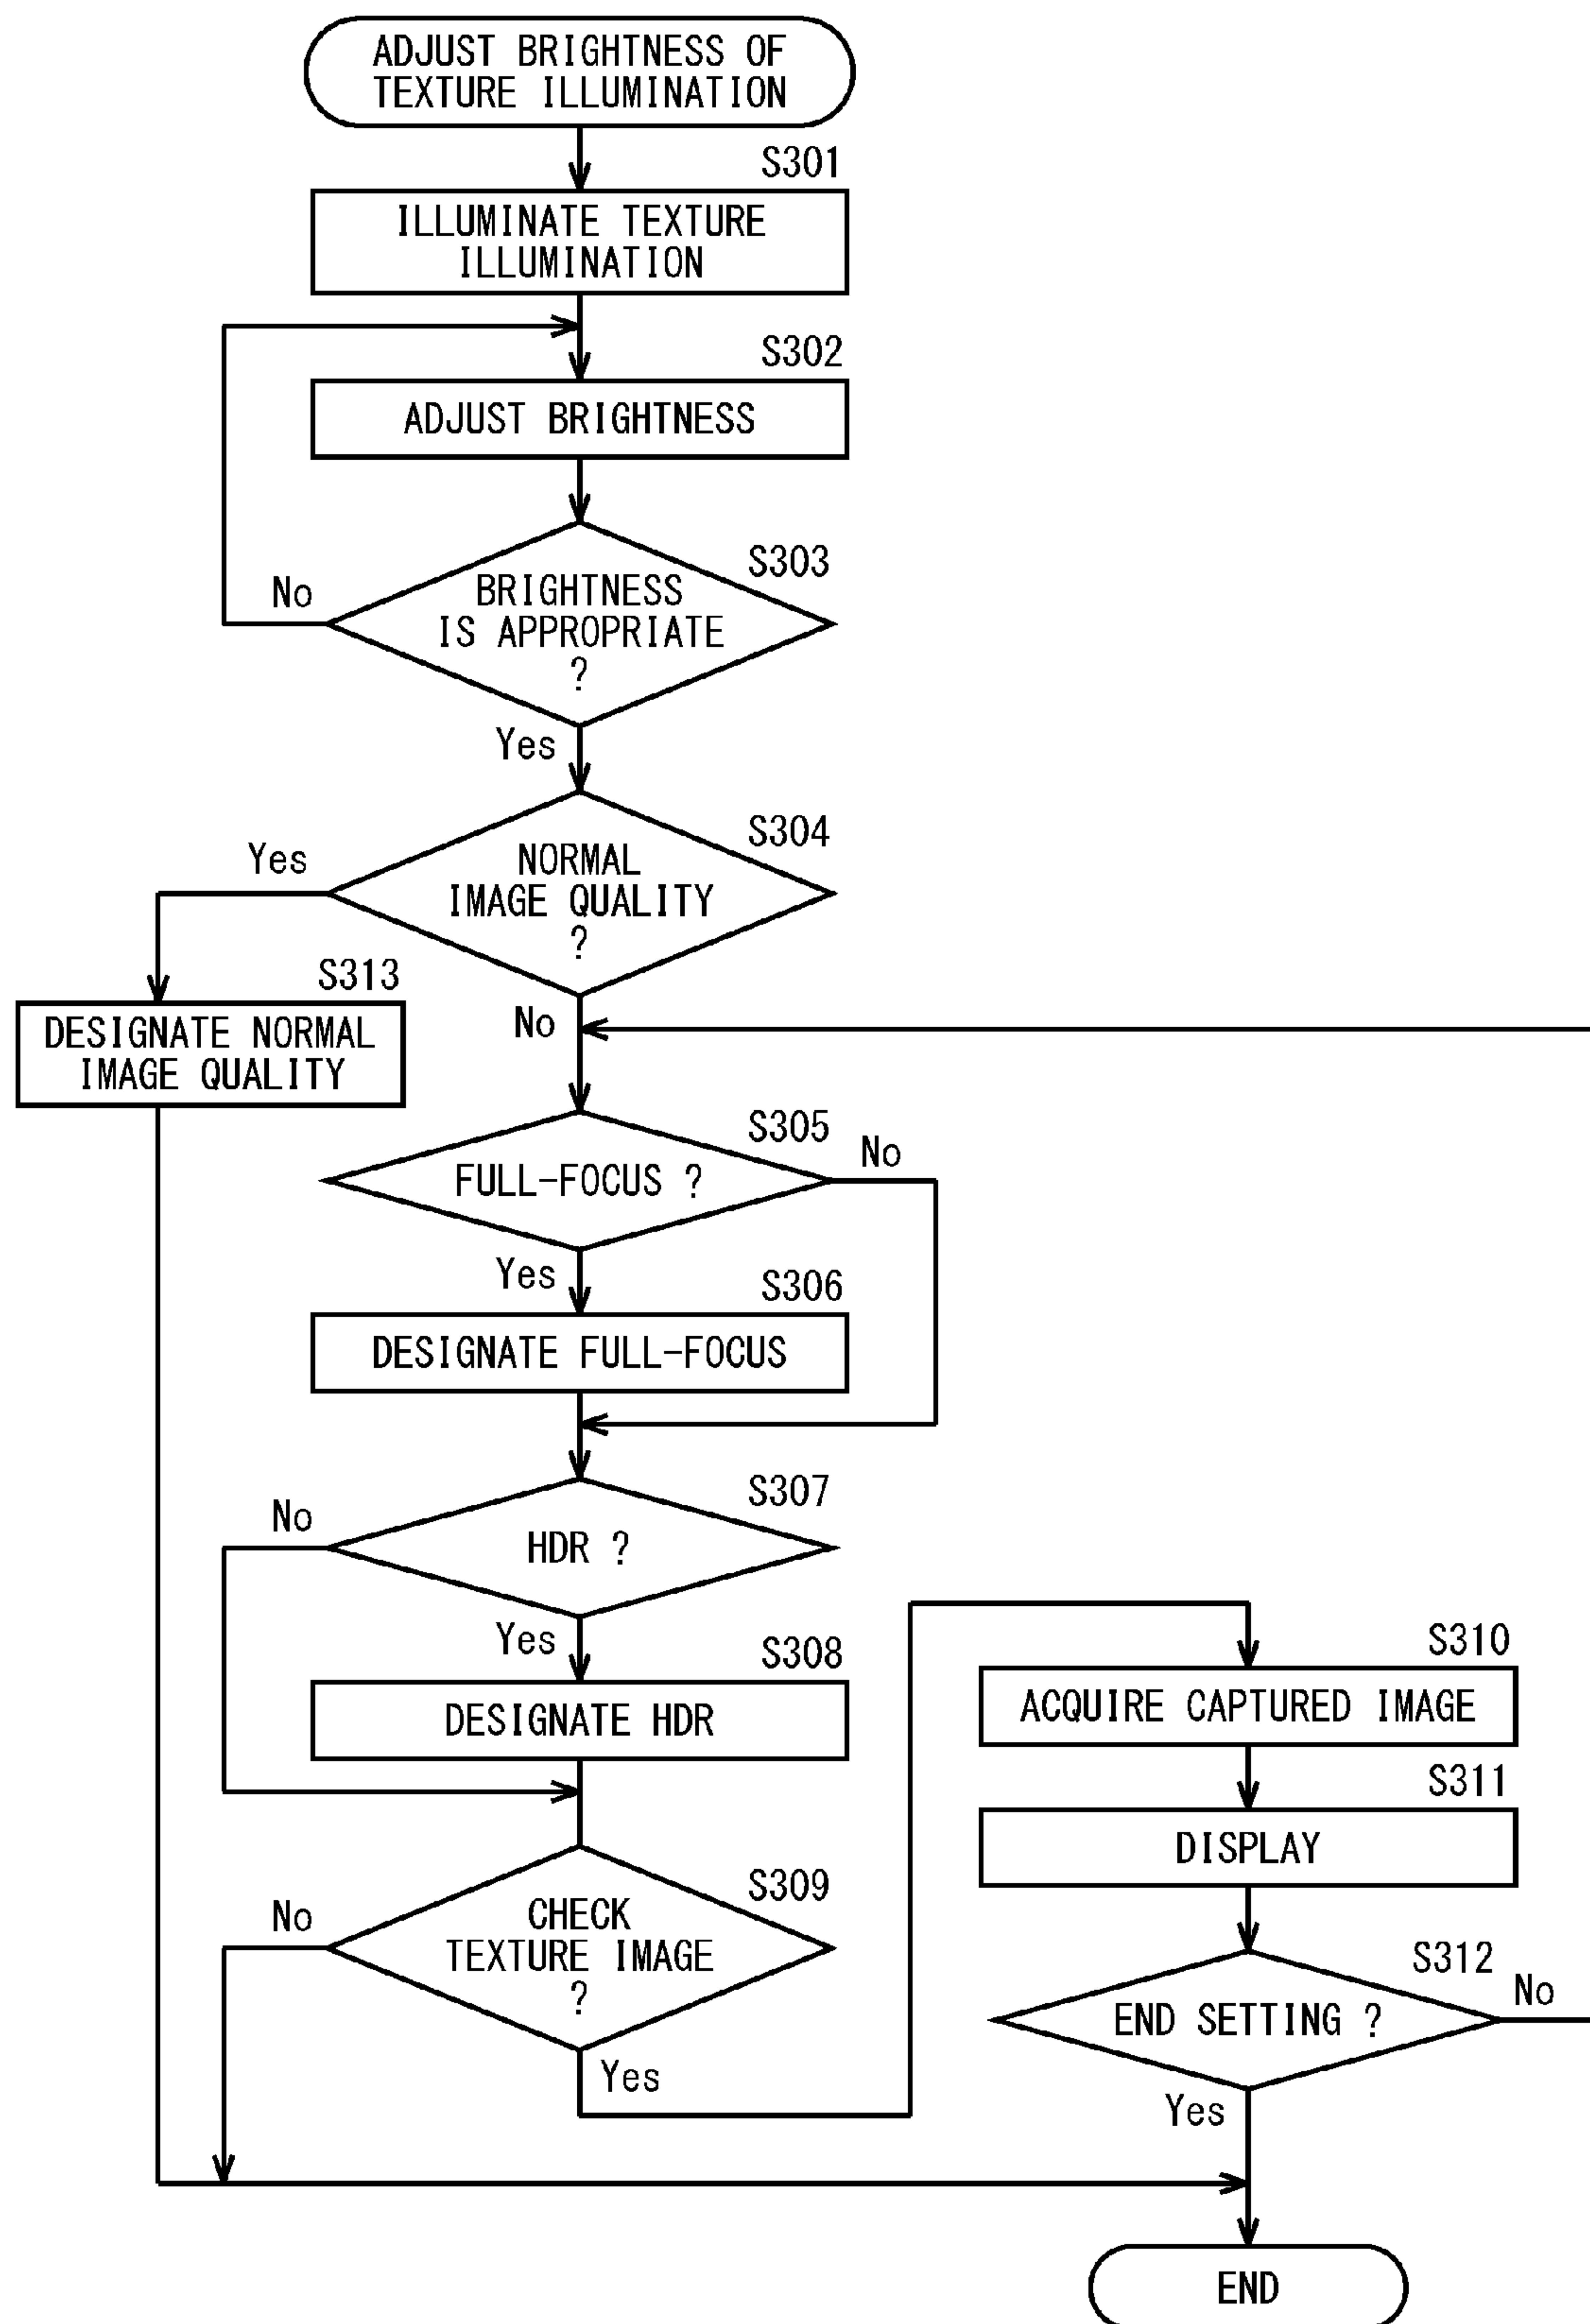 ADJUST BRIGHTNESS OF
TEXTURE ILLUMINATION
S301
ILLUMINATE TEXTURE
ILLUMINATION
S302
ADJUST BRIGHTNESS
S303
No
BRIGHTNESS
IS APPROPRIATE
?
Yes
S304
Yes
NORMAL
IMAGE QUALITY
?
S313
DESIGNATE NORMAL
IMAGE QUALITY
No
S305
No
FULL-FOCUS ?
Yes
S306
DESIGNATE FULL-FOCUS
S307
No
HDR ?
Yes
S308
DESIGNATE HDR
S309
No
CHECK
TEXTURE IMAGE
?
Yes
S310
ACQUIRE CAPTURED IMAGE
S311
DISPLAY
S312
No
END SETTING ?
Yes
END